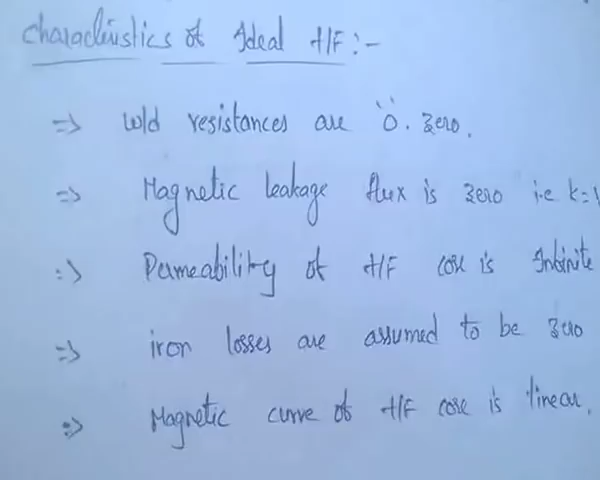 Characteristics of Ideal t/F :-
=> Wdd resistances are "0". Zero.
=> Magnetic leakage flux is zero i.e k=1
=> Permeability of t/F core is Infinite
=> iron losses are assumed to be zero
=> Magnetic curve of t/F core is linear.